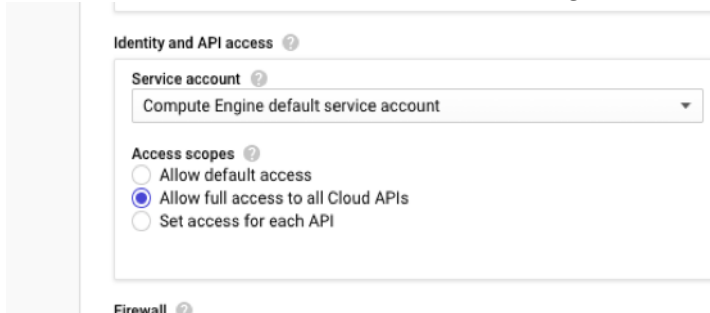 Identity and API access
Service account
Compute Engine default service account
Access scopes
Allow default access
Allow full access to all Cloud APIs
Set access for each API
Firewall